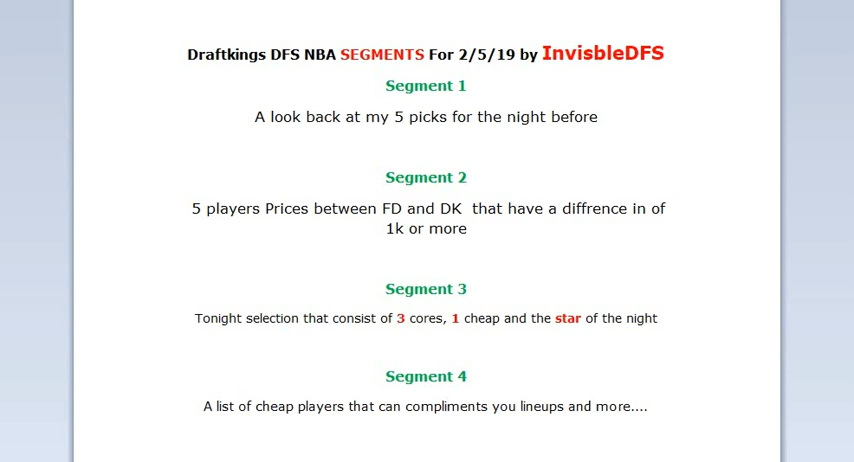 Draftkings DFS NBA SEGMENTS For 2/5/19 by InvisbleDFS
Segment 1
A look back at my 5 picks for the night before
Segment 2
5 players Prices between FD and DK that have a diffrence in of
1k or more
Segment 3
Tonight selection that consist of 3 cores, 1 cheap and the star of the night
Segment 4
A list of cheap players that can compliments you lineups and more....